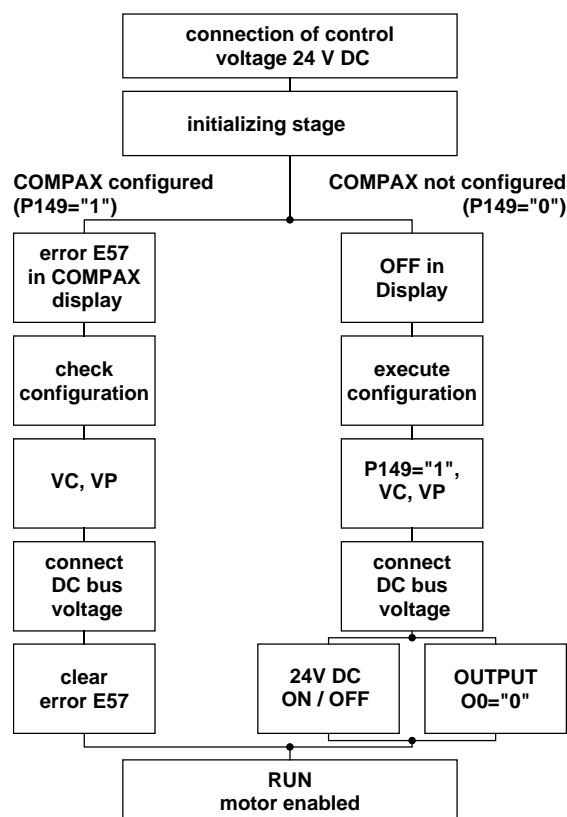 connection of control
voltage 24 V DC
initializing stage
COMPAX configured
(P149="1")
COMPAX not configured
(P149="0")
error E57
in COMPAX
display
OFF in
Display
check
configuration
execute
configuration
VC, VP
P149="1",
VC, VP
connect
DC bus
voltage
connect
DC bus
voltage
clear
error E57
24V DC
ON / OFF
OUTPUT
O0="0"
RUN
motor enabled